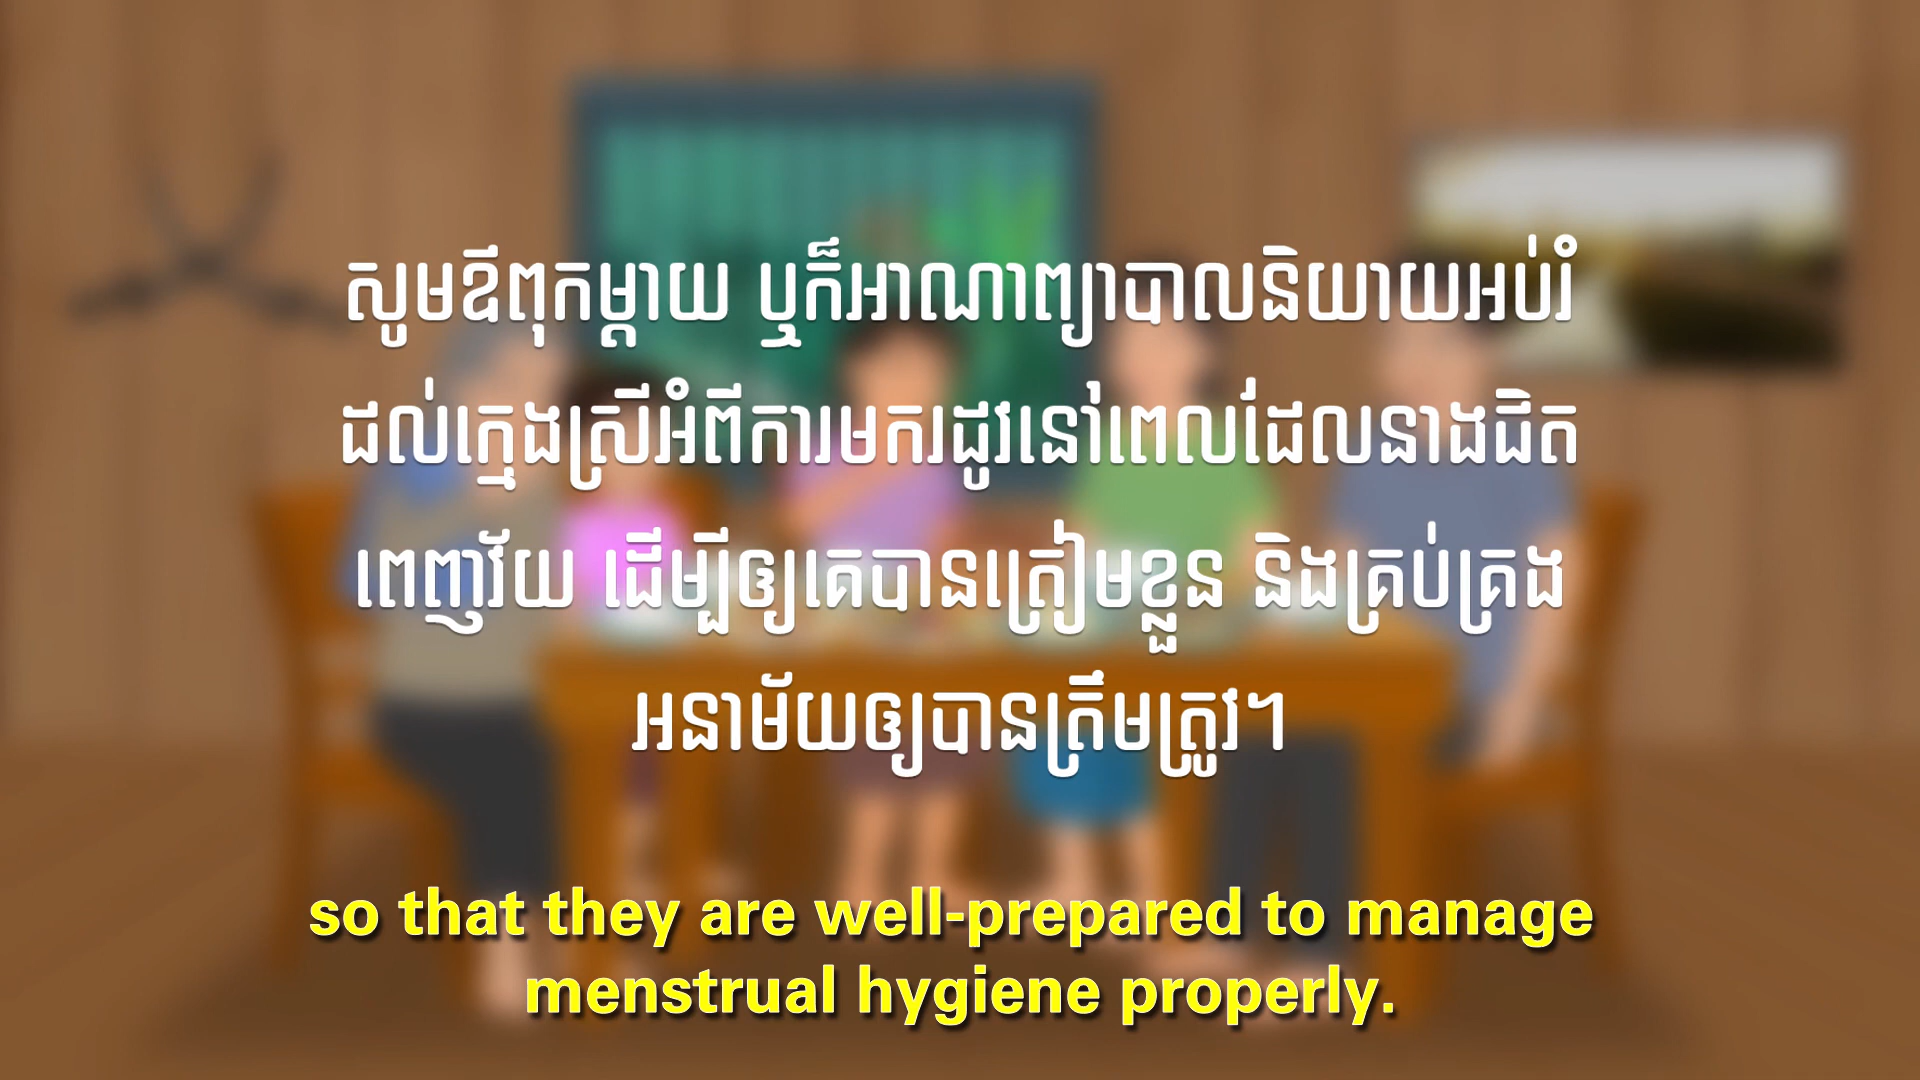 សូមឪពុកម្ដាយ ឬក៏អាណាព្យាបាលនិយាយអប់រំ
ដល់ក្មេងស្រីអំពីការមករដូវនៅពេលដែលនាងជិត
ពេញវ័យ ដើម្បីឲ្យគេបានត្រៀមខ្លួន និងគ្រប់គ្រង
អនាម័យឲ្យបានត្រឹមត្រូវ។
so that they are well-prepared to manage
menstrual hygiene properly.